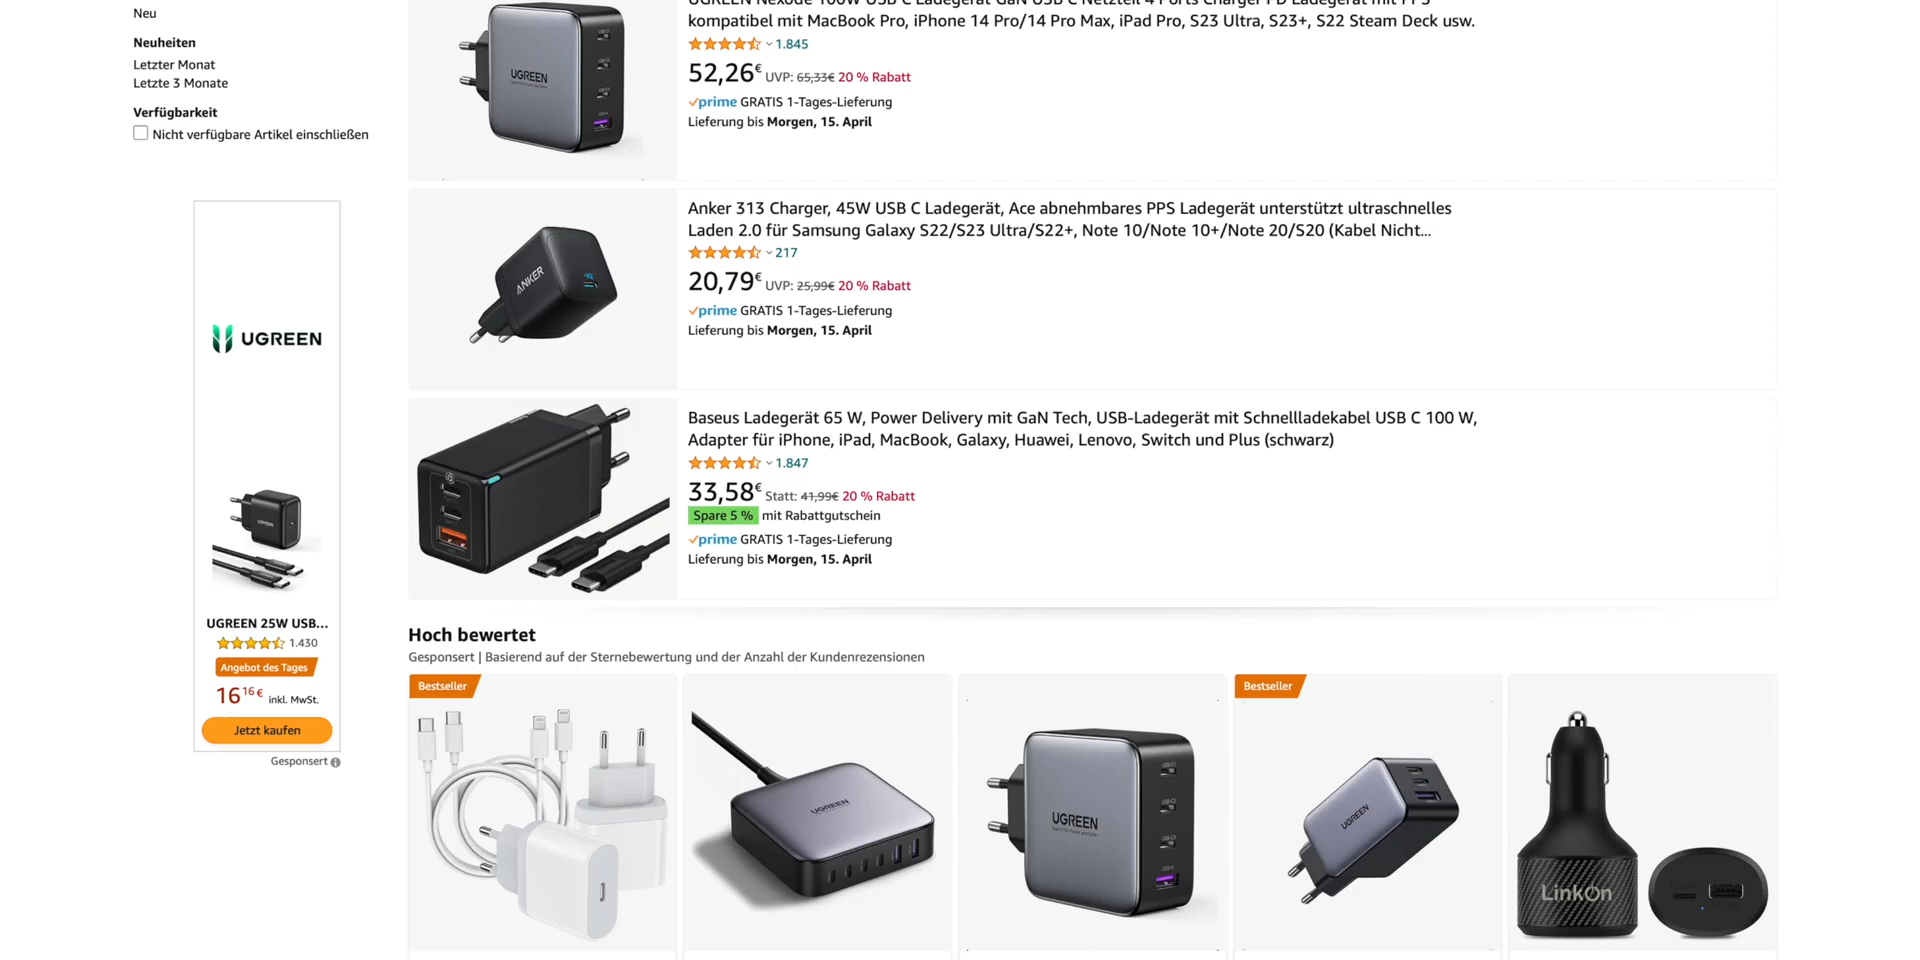 Neu
Neuheiten
Letzter Monat
Letzte 3 Monate
Verfügbarkeit
Nicht verfügbare Artikel einschließen
UGREEN
UGREEN
UGREEN 25W USB...
1.430
Angebot des Tages
16 16 € inkl. MwSt.
Jetzt kaufen
Gesponsert
UGREEN
UGREEN Nexode 100W USB C Ladegerät GaN USB C Netzteil 4 Ports Charger PD Ladegerät mit PPS
kompatibel mit MacBook Pro, iPhone 14 Pro/14 Pro Max, iPad Pro, S23 Ultra, S23+, S22 Steam Deck usw.
1.845
52,26€ UVP: 65,33€ 20 % Rabatt
prime GRATIS 1-Tages-Lieferung
Lieferung bis Morgen, 15. April
ANKER
Anker 313 Charger, 45W USB C Ladegerät, Ace abnehmbares PPS Ladegerät unterstützt ultraschnelles
Laden 2.0 für Samsung Galaxy S22/S23 Ultra/S22+, Note 10/Note 10+/Note 20/S20 (Kabel Nicht...
217
20,79€ UVP: 25,99€ 20 % Rabatt
prime GRATIS 1-Tages-Lieferung
Lieferung bis Morgen, 15. April
Baseus Ladegerät 65 W, Power Delivery mit GaN Tech, USB-Ladegerät mit Schnellladekabel USB C 100 W,
Adapter für iPhone, iPad, MacBook, Galaxy, Huawei, Lenovo, Switch und Plus (schwarz)
1.847
33,58€ Statt: 41,99€ 20 % Rabatt
Spare 5 % mit Rabattgutschein
prime GRATIS 1-Tages-Lieferung
Lieferung bis Morgen, 15. April
Hoch bewertet
Gesponsert | Basierend auf der Sternebewertung und der Anzahl der Kundenrezensionen
Bestseller
UGREEN
UGREEN
USB-C1
USB-C2
USB-C3
Bestseller
UGREEN
LinkOn